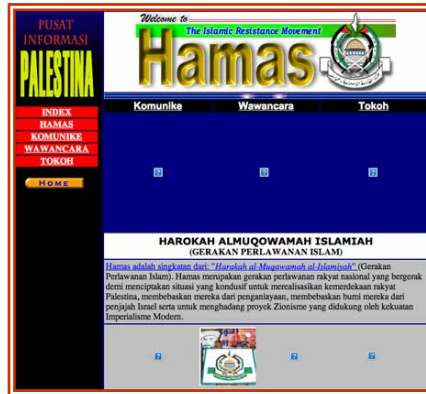 PUSAT
INFORMASI
PALESTINA
INDEX
HAMAS
KOMUNIKE
WAWANCARA
TOKOH
HOME
Welcome to
The Islamic Resistance Movement
Hamas
Komunike Wawancara Tokoh
HAROKAH ALMUQOWAMAH ISLAMIAH
(GERAKAN PERLAWANAN ISLAM)
Hamas adalah singkatan dari: "Harakah al-Muqawamah al-Islamiyah" (Gerakan
Perlawanan Islam). Hamas merupakan gerakan perlawanan rakyat nasional yang bergerak
demi menciptakan situasi yang kondusif untuk merealisasikan kemerdekaan rakyat
Palestina, membebaskan mereka dari penganiayaan, membebaskan bumi mereka dari
penjajah Israel serta untuk menghadang proyek Zionisme yang didukung oleh kekuatan
Imperialisme Modern.